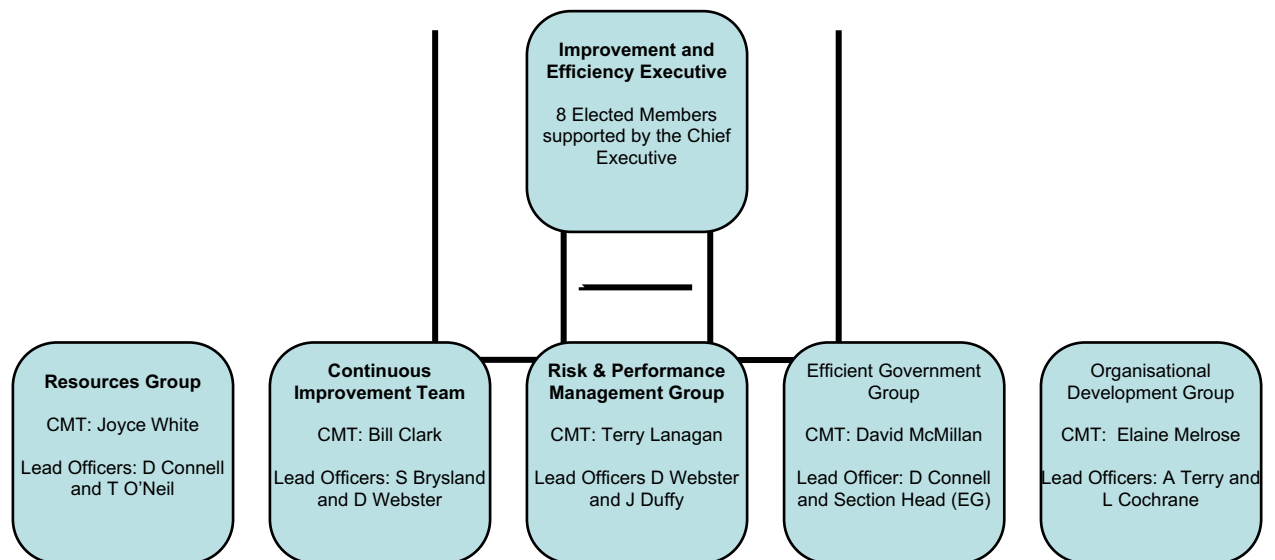 Improvement and
Efficiency Executive
8 Elected Members
supported by the Chief
Executive
Resources Group
CMT: Joyce White
Lead Officers: D Connell
and T O’Neil
Continuous
Improvement Team
CMT: Bill Clark
Lead Officers: S Brysland
and D Webster
Risk & Performance
Management Group
CMT: Terry Lanagan
Lead Officers D Webster
and J Duffy
Efficient Government
Group
CMT: David McMillan
Lead Officer: D Connell
and Section Head (EG)
Organisational
Development Group
CMT: Elaine Melrose
Lead Officers: A Terry and
L Cochrane